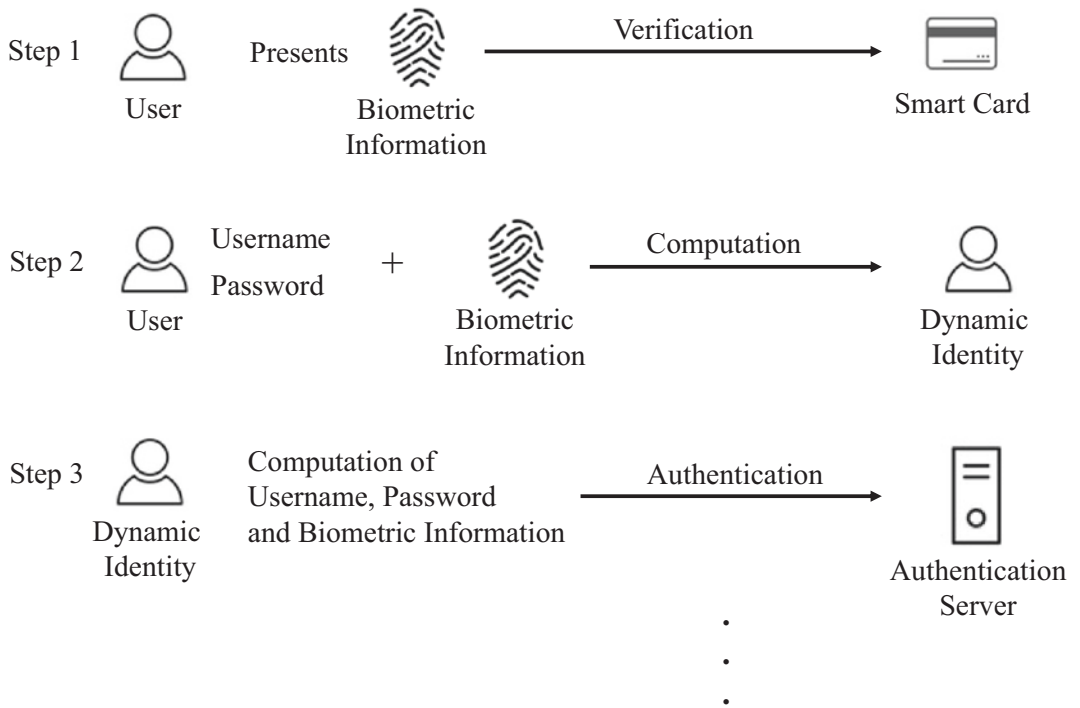 Step 1
Presents
Verification
User
Biometric
Information
Smart Card
Step 2
Username
Password
+
Computation
User
Biometric
Information
Dynamic
Identity
Step 3
Computation of
Username, Password
and Biometric Information
Authentication
Dynamic
Identity
Authentication
Server
.
.
.